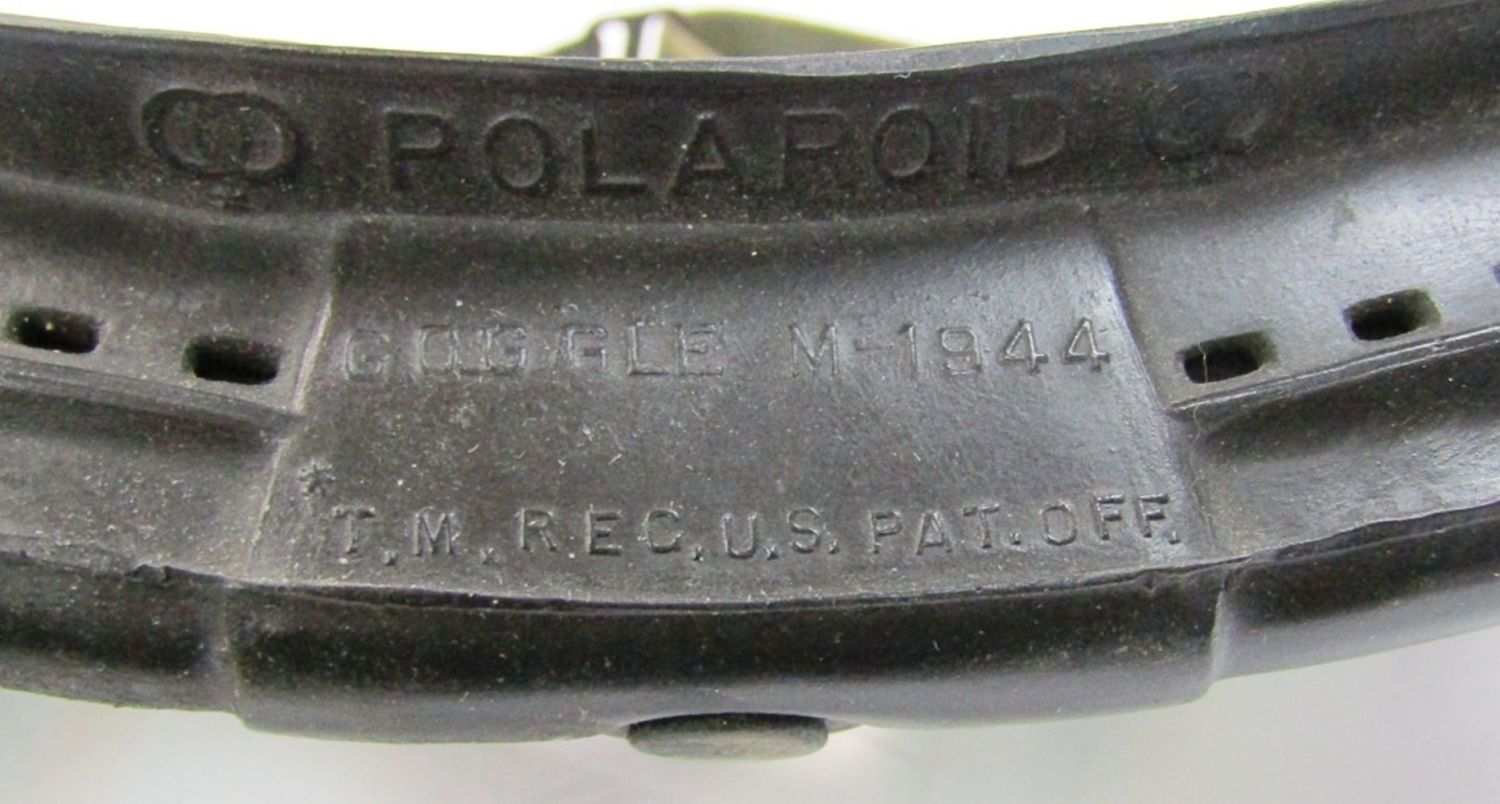 POLAROID
GOGGLE M-1944
*T.M. REG. U.S. PAT. OFF.